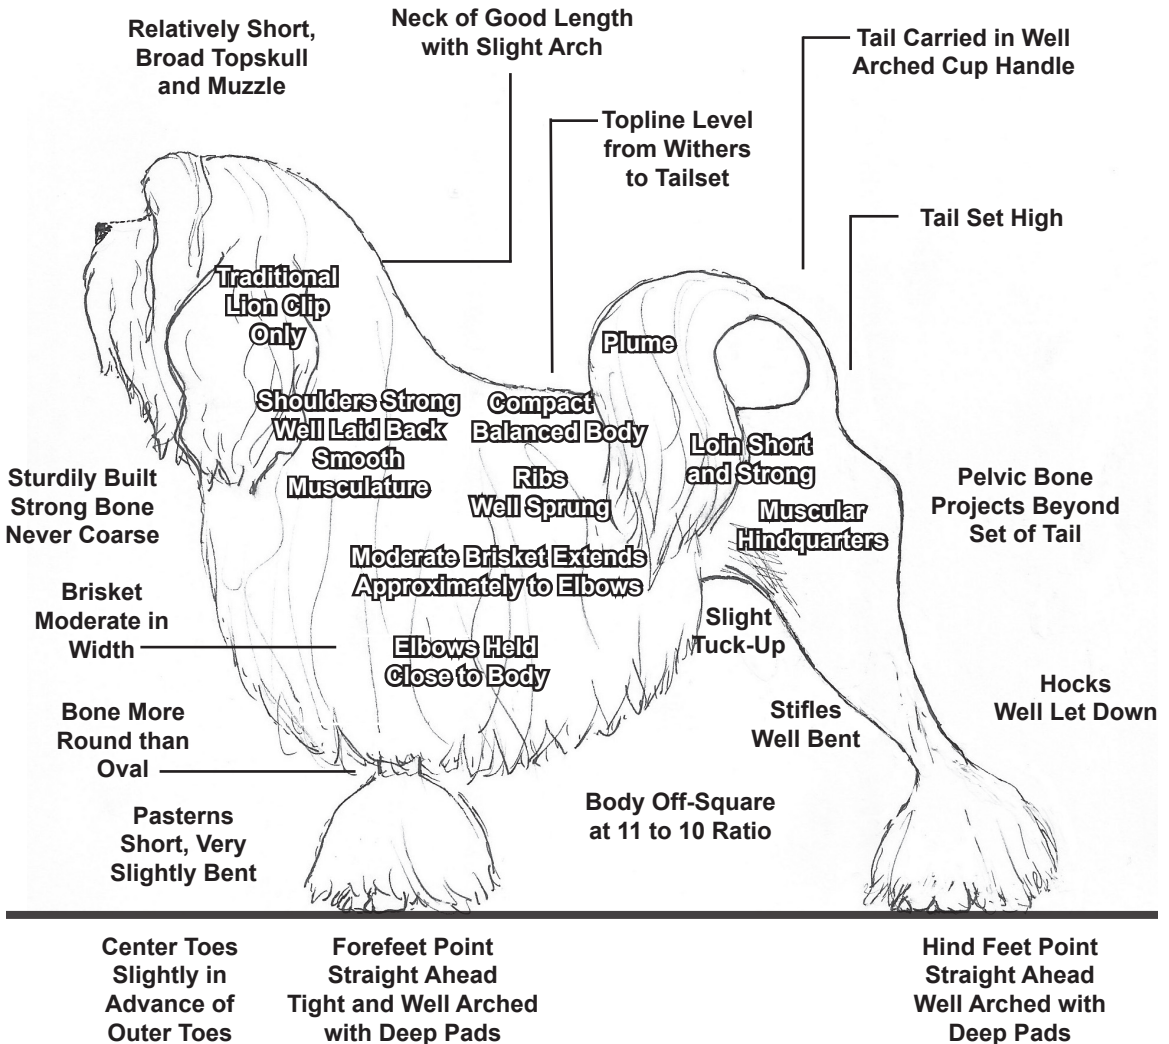 Relatively Short,
Broad Topskull
and Muzzle
Neck of Good Length
with Slight Arch
Tail Carried in Well
Arched Cup Handle
Topline Level
from Withers
to Tailset
Tail Set High
Traditional
Lion Clip
Only
Plume
Shoulders Strong
Well Laid Back
Smooth
Musculature
Compact
Balanced Body
Ribs
Well Sprung
Loin Short
and Strong
Muscular
Hindquarters
Sturdily Built
Strong Bone
Never Coarse
Pelvic Bone
Projects Beyond
Set of Tail
Moderate Brisket Extends
Approximately to Elbows
Brisket
Moderate in
Width
Elbows Held
Close to Body
Slight
Tuck-Up
Hocks
Well Let Down
Bone More
Round than
Oval
Stifles
Well Bent
Pasterns
Short, Very
Slightly Bent
Body Off-Square
at 11 to 10 Ratio
Center Toes
Slightly in
Advance of
Outer Toes
Forefeet Point
Straight Ahead
Tight and Well Arched
with Deep Pads
Hind Feet Point
Straight Ahead
Well Arched with
Deep Pads